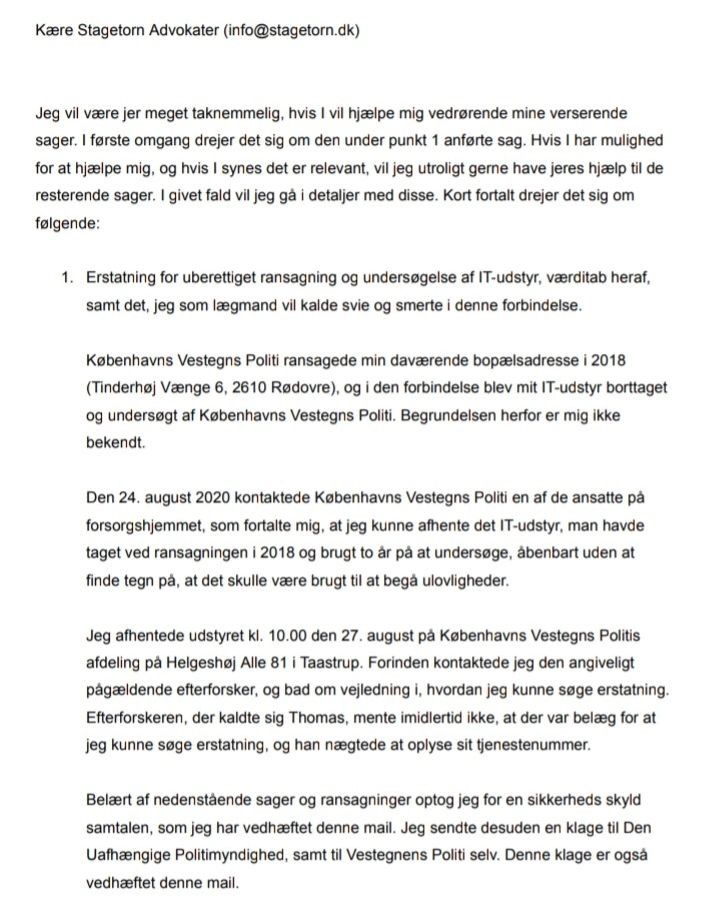 Kære Stagetorn Advokater (info@stagetorn.dk)
Jeg vil være jer meget taknemmelig, hvis I vil hjælpe mig vedrørende mine verserende
sager. I første omgang drejer det sig om den under punkt 1 anførte sag. Hvis I har mulighed
for at hjælpe mig, og hvis I synes det er relevant, vil jeg utroligt gerne have jeres hjælp til de
resterende sager. I givet fald vil jeg gå i detaljer med disse. Kort fortalt drejer det sig om
følgende:
1. Erstatning for uberettiget ransagning og undersøgelse af IT-udstyr, værditab heraf,
samt det, jeg som lægmand vil kalde svie og smerte i denne forbindelse.
Københavns Vestegns Politi ransagede min daværende bopælsadresse i 2018
(Tinderhøj Vænge 6, 2610 Rødovre), og i den forbindelse blev mit IT-udstyr borttaget
og undersøgt af Københavns Vestegns Politi. Begrundelsen herfor er mig ikke
bekendt.
Den 24. august 2020 kontaktede Københavns Vestegns Politi en af de ansatte på
forsorgshjemmet, som fortalte mig, at jeg kunne afhente det IT-udstyr, man havde
taget ved ransagningen i 2018 og brugt to år på at undersøge, åbenbart uden at
finde tegn på, at det skulle være brugt til at begå ulovligheder.
Jeg afhentede udstyret kl. 10.00 den 27. august på Københavns Vestegns Politis
afdeling på Helgeshøj Alle 81 i Taastrup. Forinden kontaktede jeg den angiveligt
pågældende efterforsker, og bad om vejledning i, hvordan jeg kunne søge erstatning.
Efterforskeren, der kaldte sig Thomas, mente imidlertid ikke, at der var belæg for at
jeg kunne søge erstatning, og han nægtede at oplyse sit tjenestenummer.
Belært af nedenstående sager og ransagninger optog jeg for en sikkerheds skyld
samtalen, som jeg har vedhæftet denne mail. Jeg sendte desuden en klage til Den
Uafhængige Politimyndighed, samt til Vestegnens Politi selv. Denne klage er også
vedhæftet denne mail.